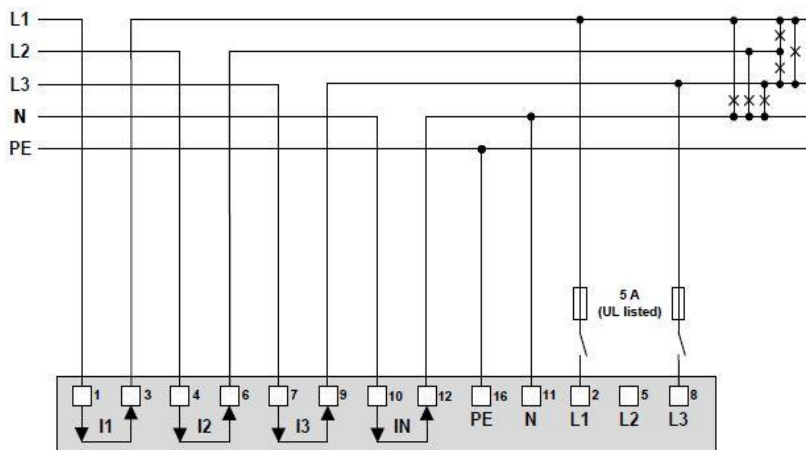 L1
L2
L3
N
PE
5 A
(UL listed)
1 3 4 6 7 9 10 12 16 11 2 5 8
I1 I2 I3 IN PE N L1 L2 L3